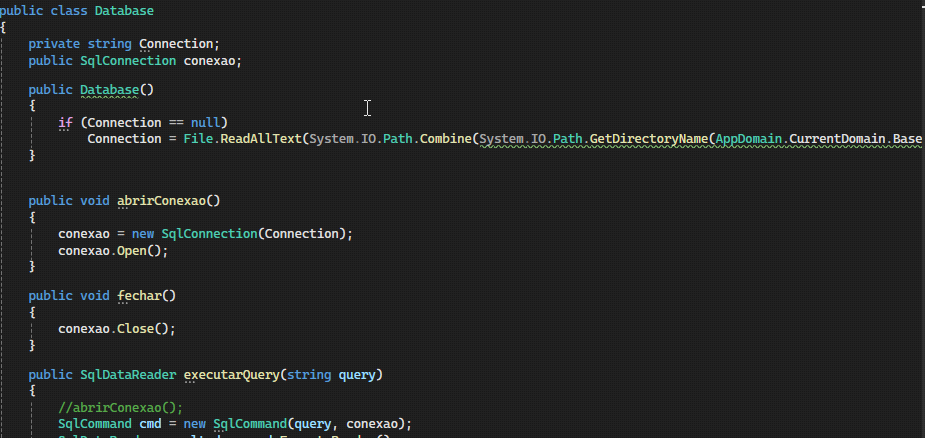 public class Database
{
private string Connection;
public SqlConnection conexao;
public Database()
{
if (Connection == null)
Connection = File.ReadAllText(System.IO.Path.Combine(System.IO.Path.GetDirectoryName(AppDomain.CurrentDomain.Base
}
public void abrirConexao()
{
conexao = new SqlConnection(Connection);
conexao.Open();
}
public void fechar()
{
conexao.Close();
}
public SqlDataReader executarQuery(string query)
{
//abrirConexao();
SqlCommand cmd = new SqlCommand(query, conexao);